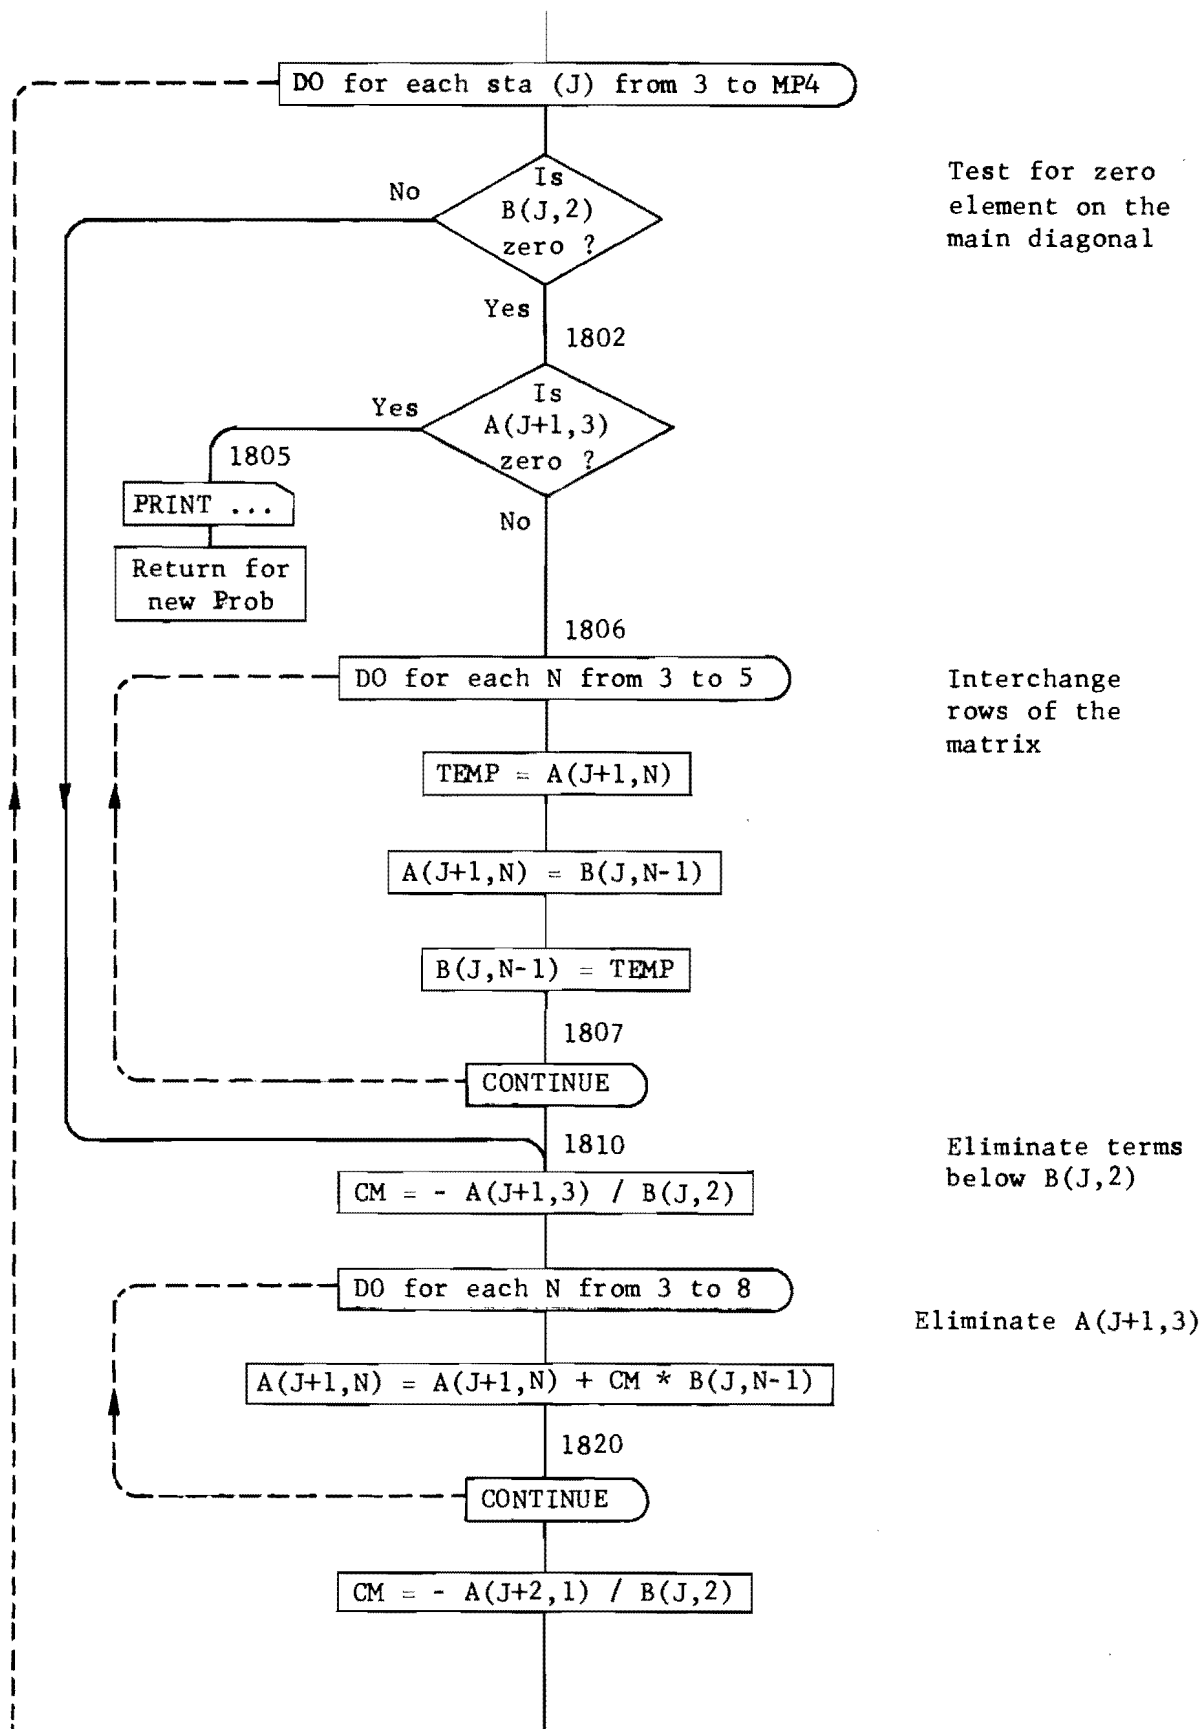 DO for each sta (J) from 3 to MP4
Test for zero
element on the
main diagonal
Is
B(J,2)
zero ?
No
Yes
1802
Is
A(J+1,3)
zero ?
Yes
1805
PRINT ...
Return for
new Prob
No
1806
DO for each N from 3 to 5
Interchange
rows of the
matrix
TEMP = A(J+1,N)
A(J+1,N) = B(J,N-1)
B(J,N-1) = TEMP
1807
CONTINUE
1810
Eliminate terms
below B(J,2)
CM = - A(J+1,3) / B(J,2)
DO for each N from 3 to 8
Eliminate A(J+1,3)
A(J+1,N) = A(J+1,N) + CM * B(J,N-1)
1820
CONTINUE
CM = - A(J+2,1) / B(J,2)